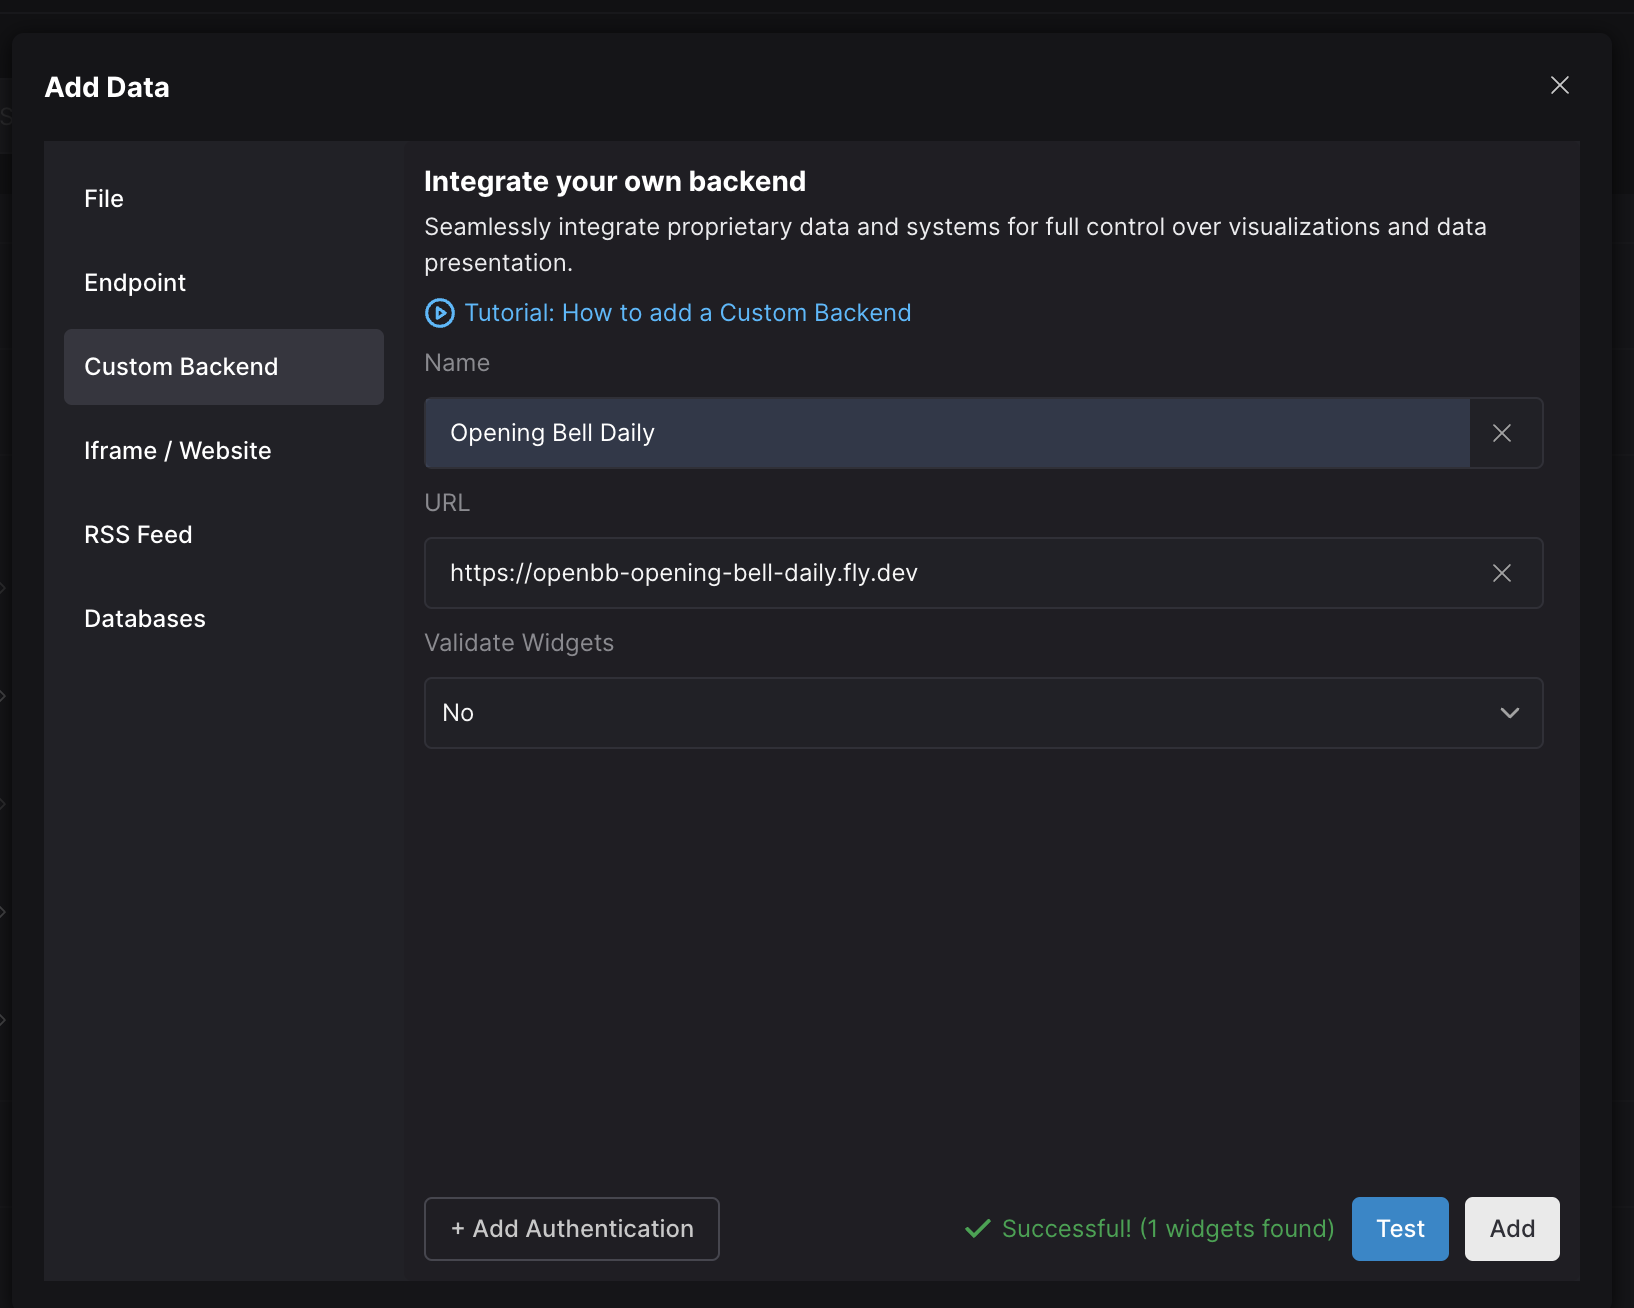 Add Data
File
Endpoint
Custom Backend
Iframe / Website
RSS Feed
Databases
Integrate your own backend
Seamlessly integrate proprietary data and systems for full control over visualizations and data
presentation.
Tutorial: How to add a Custom Backend
Name
Opening Bell Daily
URL
https://openbb-opening-bell-daily.fly.dev
Validate Widgets
No
+ Add Authentication
Successful! (1 widgets found)
Test
Add